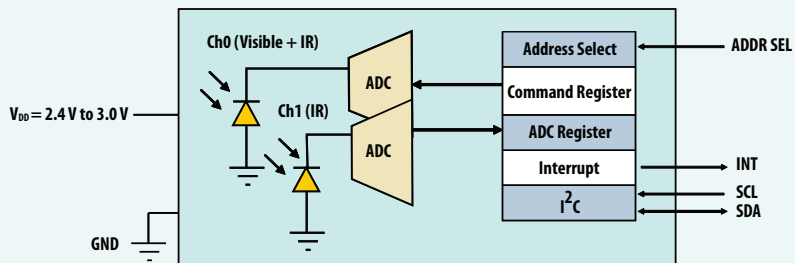 Ch0 (Visible + IR)
ADC
Ch1 (IR)
ADC
V_DD = 2.4 V to 3.0 V
GND
Address Select
Command Register
ADC Register
Interrupt
I²C
ADDR SEL
INT
SCL
SDA